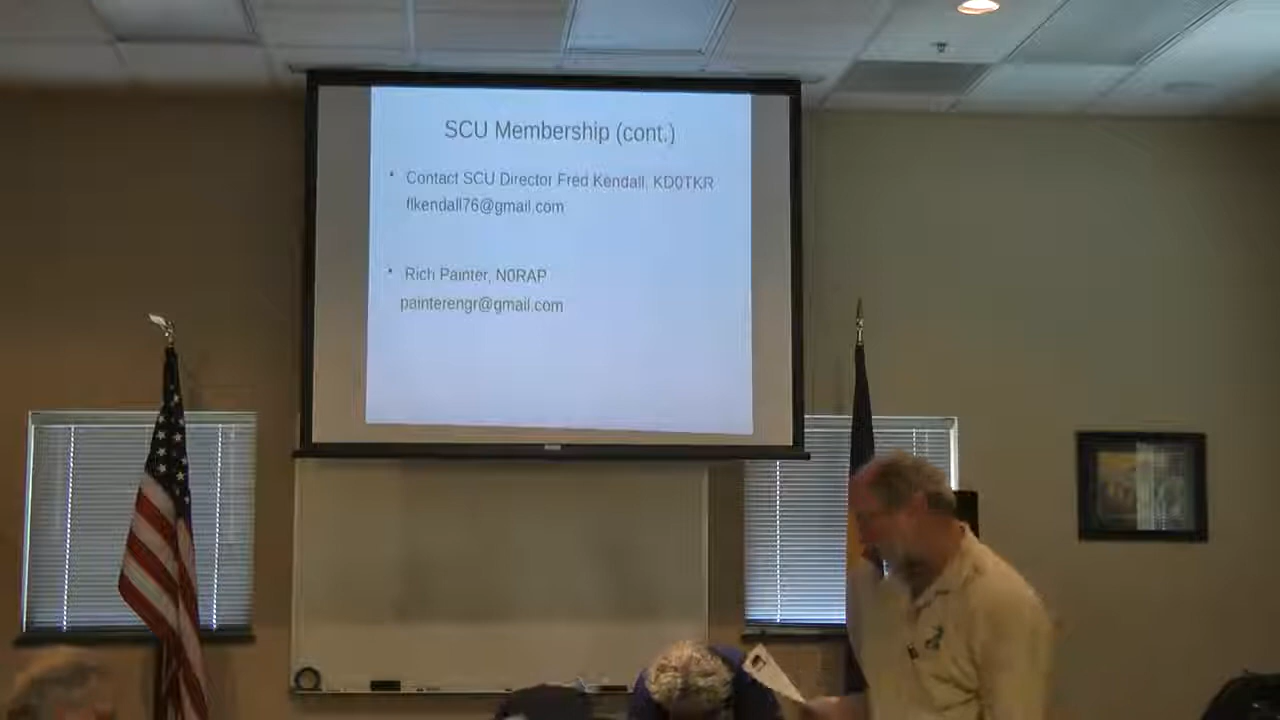 SCU Membership (cont.)
• Contact SCU Director Fred Kendall, KD0TKR
flkendall76@gmail.com
• Rich Painter, N0RAP
painterengr@gmail.com